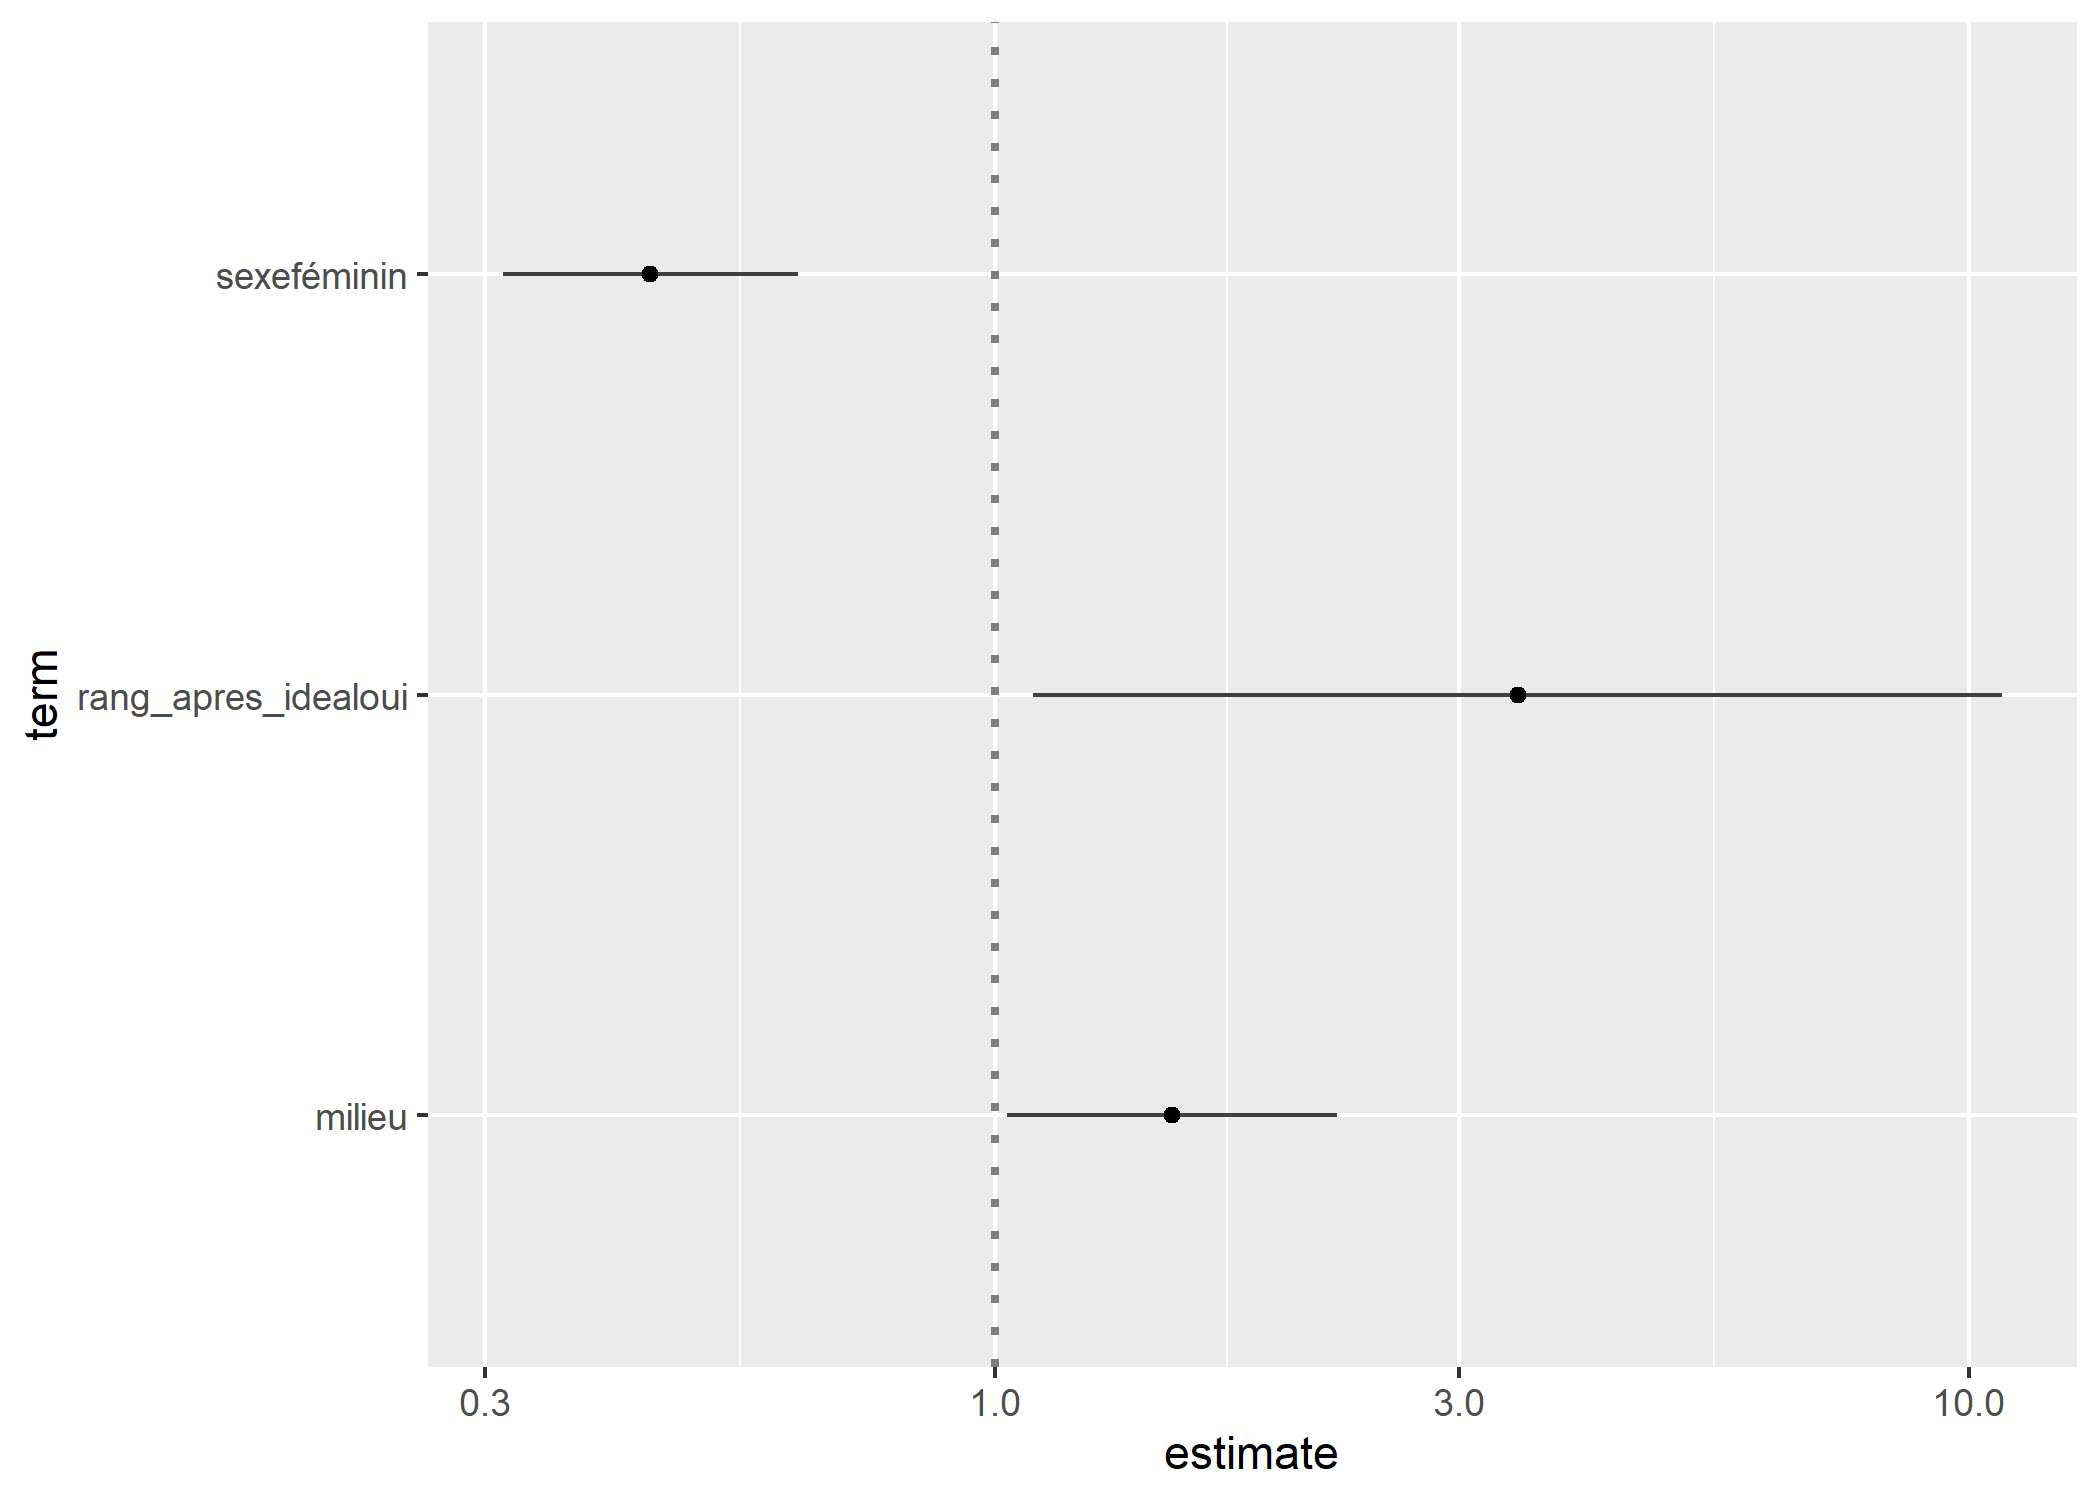 term
sexeféminin
rang_apres_idealoui
milieu
0.3
1.0
3.0
10.0
estimate